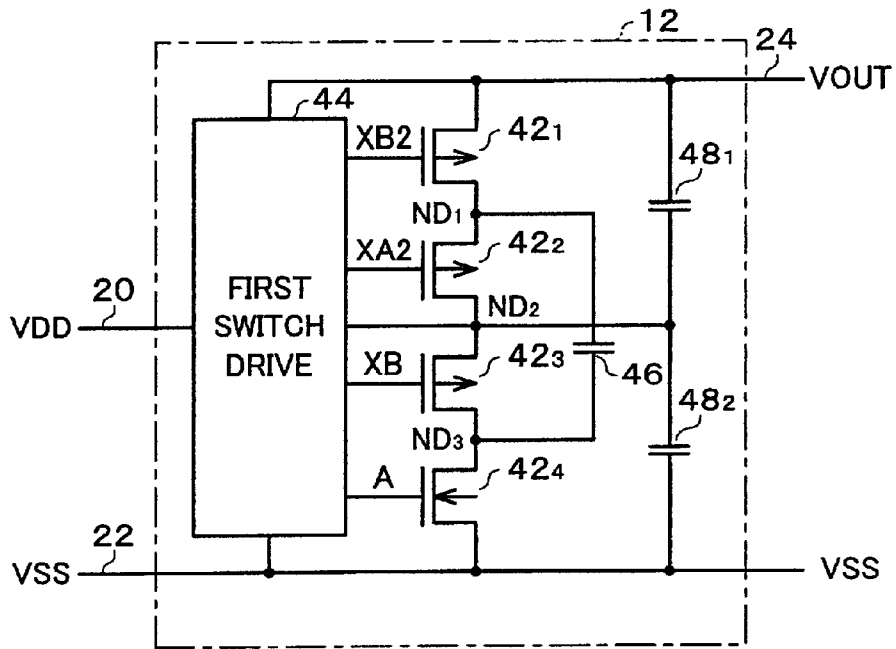 12
24
VOUT
44
XB2
42₁
48₁
ND₁
XA2
42₂
20
VDD
FIRST
SWITCH
DRIVE
ND₂
XB
42₃
46
48₂
ND₃
A
42₄
22
VSS
VSS